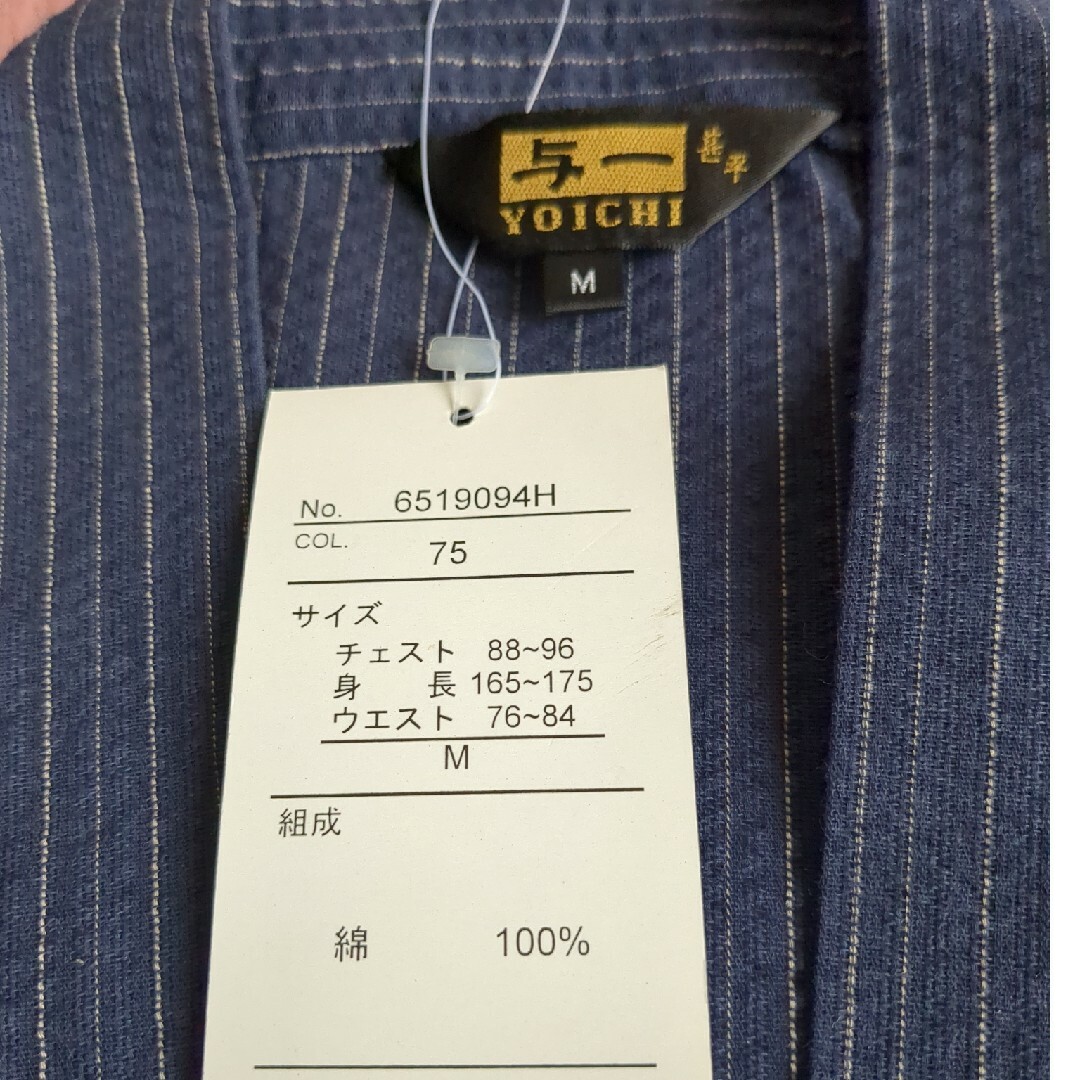 与一 甚平
YOICHI
M
No. 6519094H
COL. 75
サイズ
チェスト 88~96
身 長 165~175
ウエスト 76~84
M
組成
綿 100%